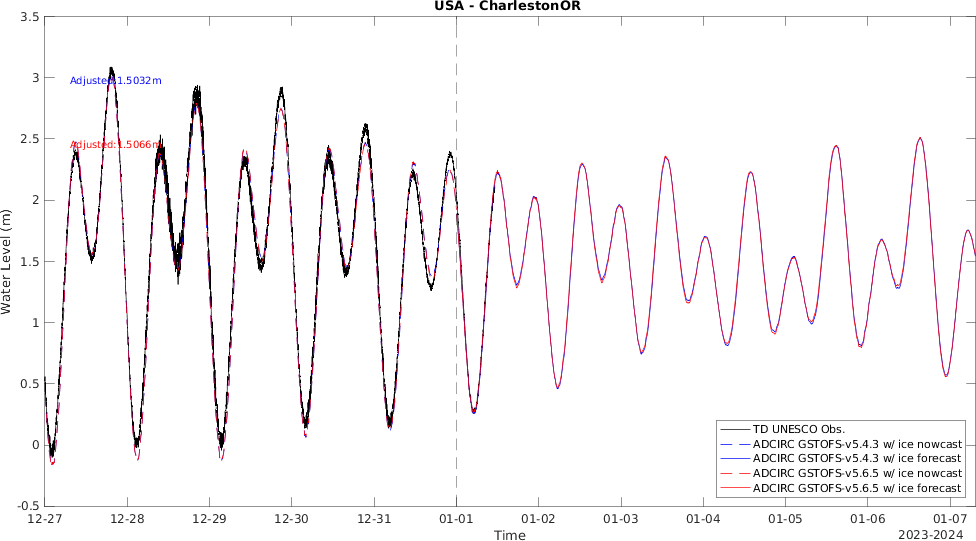 USA - CharlestonOR
3.5
3
2.5
2
1.5
1
0.5
0
-0.5
Water Level (m)
Adjusted:1.5032m
Adjusted:1.5066m
TD UNESCO Obs.
ADCIRC GSTOFS-v5.4.3 w/ ice nowcast
ADCIRC GSTOFS-v5.4.3 w/ ice forecast
ADCIRC GSTOFS-v5.6.5 w/ ice nowcast
ADCIRC GSTOFS-v5.6.5 w/ ice forecast
12-27 12-28 12-29 12-30 12-31 01-01 01-02 01-03 01-04 01-05 01-06 01-07
Time
2023-2024